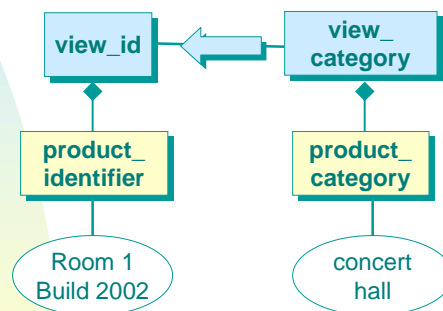 view_id
view_
category
product_
identifier
product_
category
Room 1
Build 2002
concert
hall